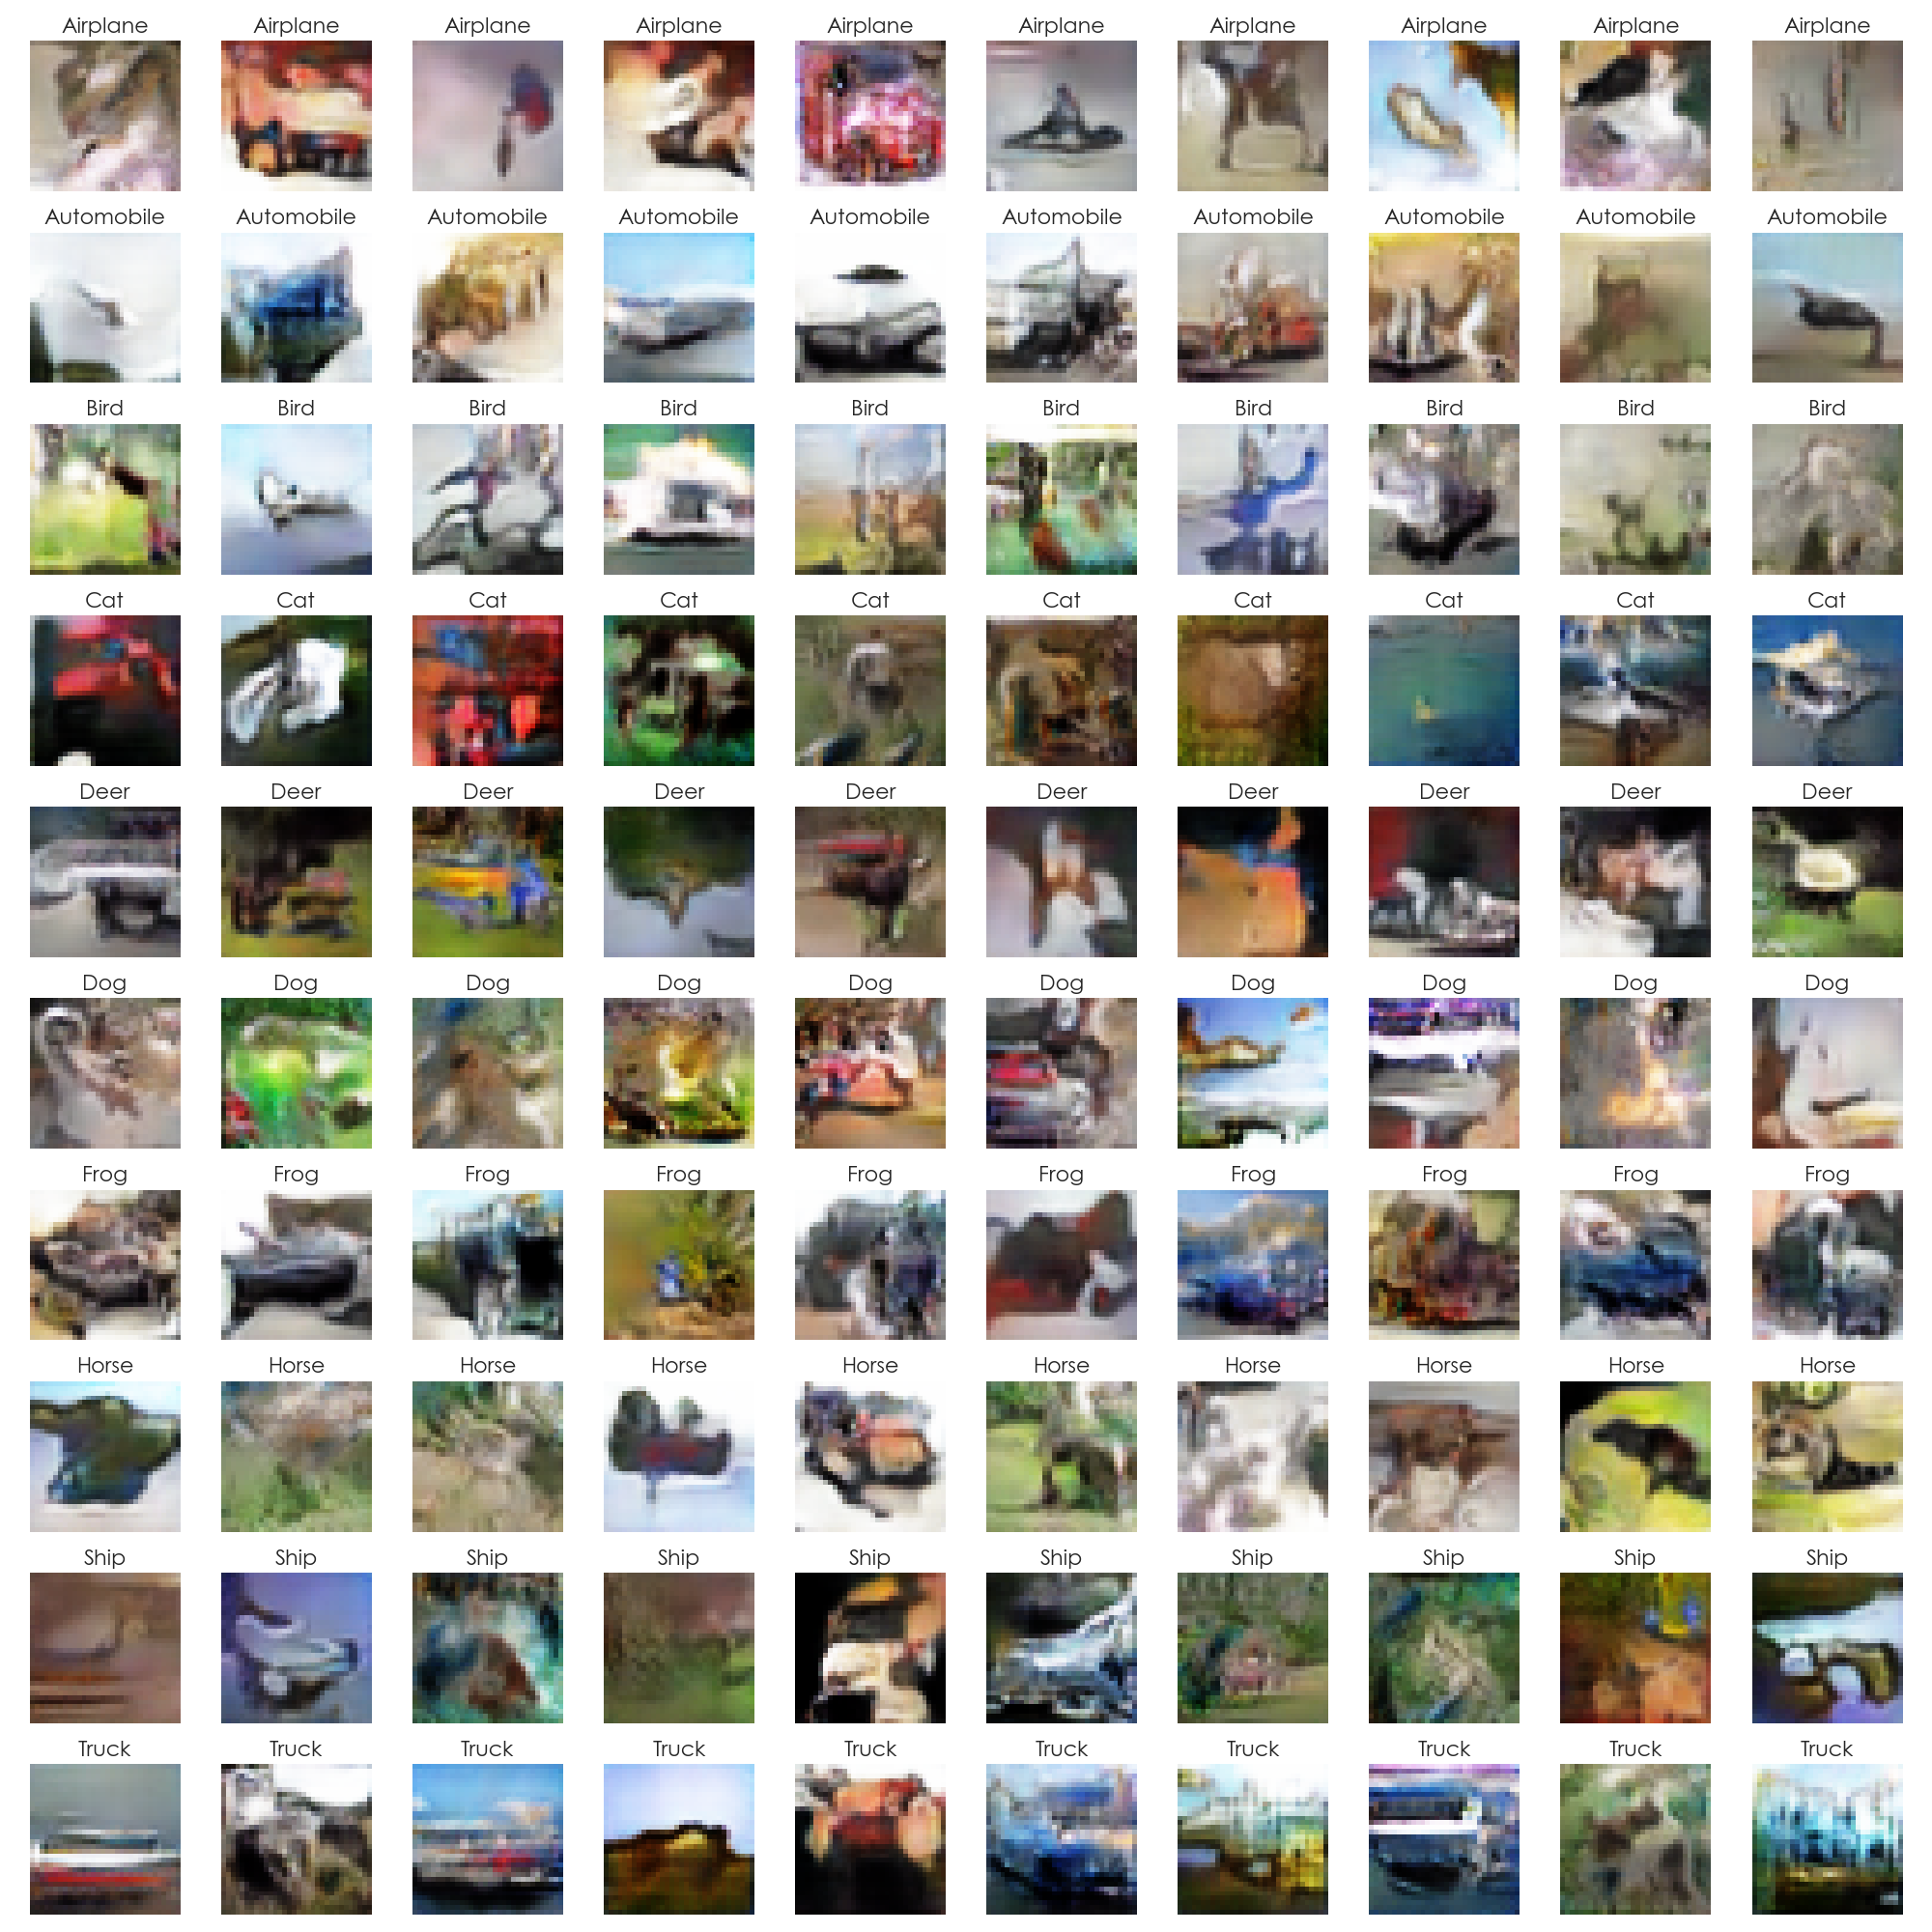 Airplane Airplane Airplane Airplane Airplane Airplane Airplane Airplane Airplane Airplane
Automobile Automobile Automobile Automobile Automobile Automobile Automobile Automobile Automobile Automobile
Bird Bird Bird Bird Bird Bird Bird Bird Bird Bird
Cat Cat Cat Cat Cat Cat Cat Cat Cat Cat
Deer Deer Deer Deer Deer Deer Deer Deer Deer Deer
Dog Dog Dog Dog Dog Dog Dog Dog Dog Dog
Frog Frog Frog Frog Frog Frog Frog Frog Frog Frog
Horse Horse Horse Horse Horse Horse Horse Horse Horse Horse
Ship Ship Ship Ship Ship Ship Ship Ship Ship Ship
Truck Truck Truck Truck Truck Truck Truck Truck Truck Truck